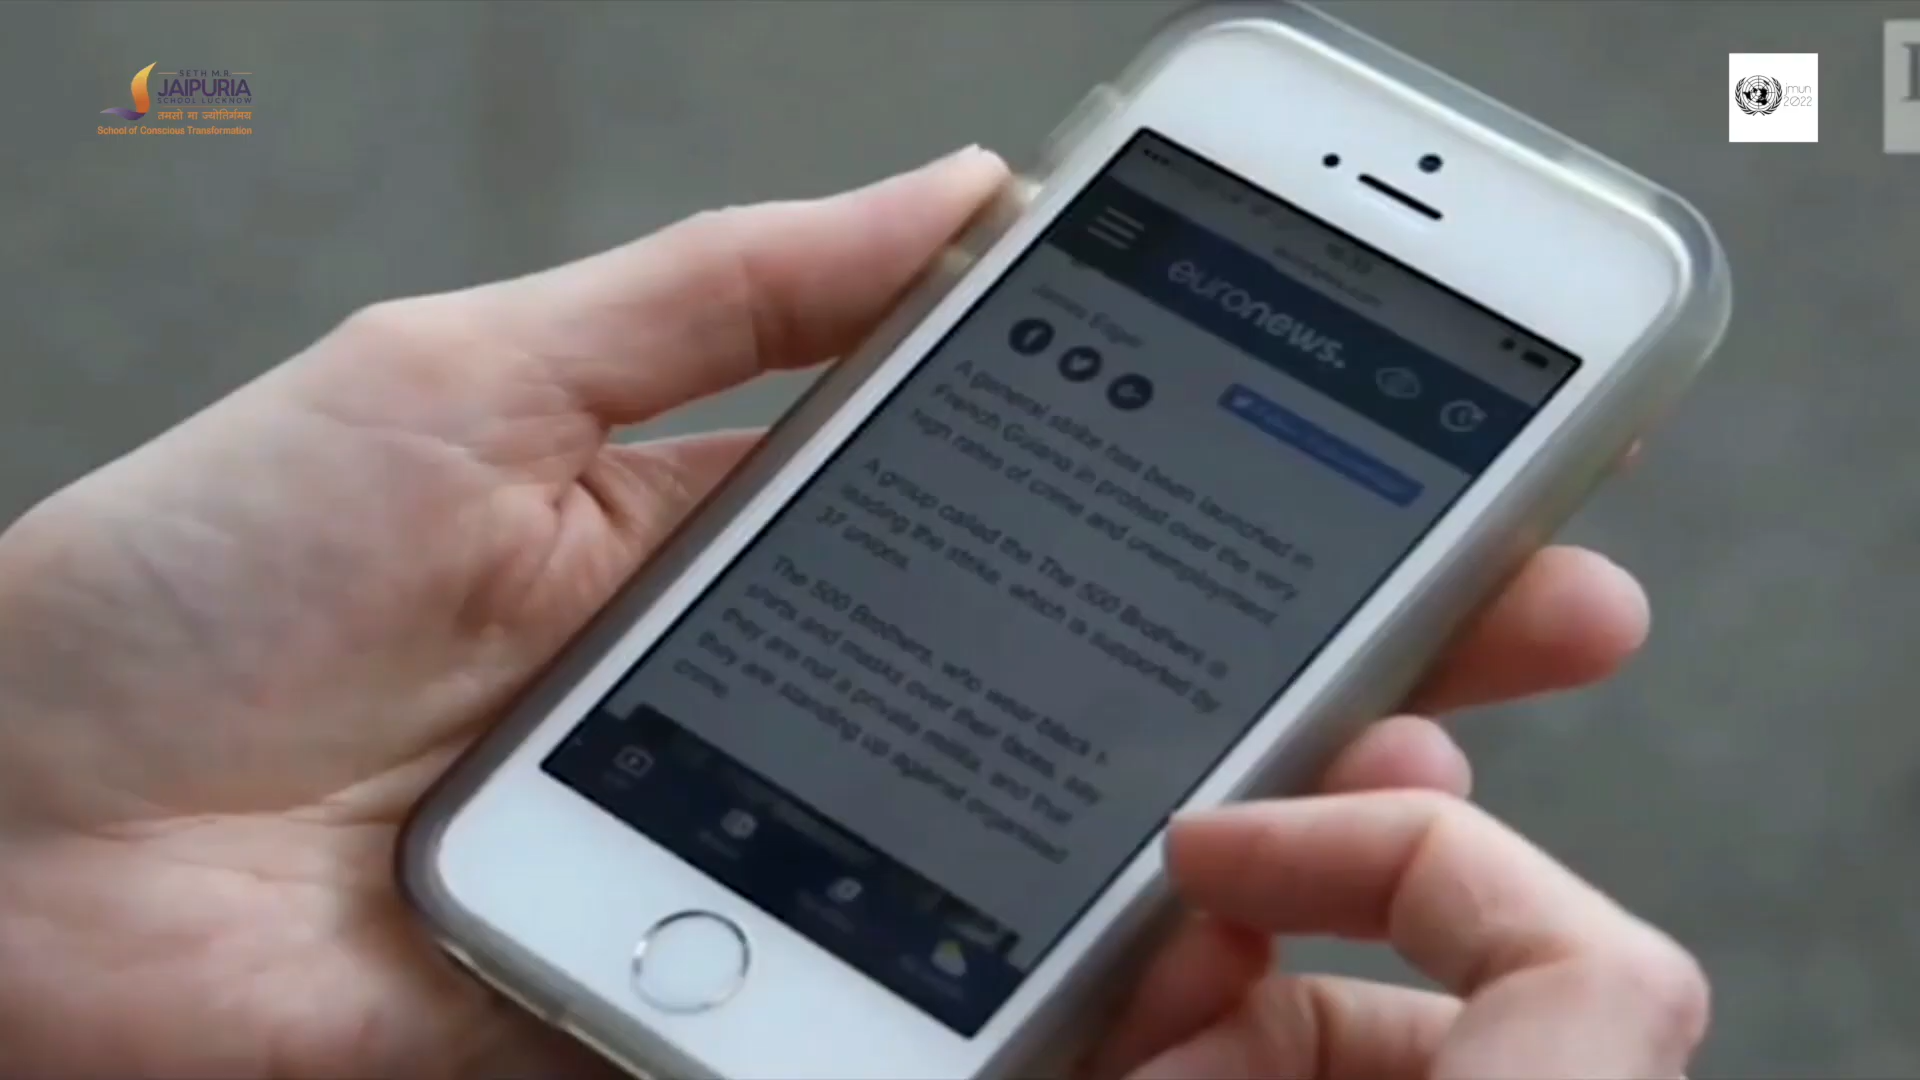 SETH M.R.
JAIPURIA
SCHOOL LUCKNOW
तमसो मा ज्योतिर्गमय
School of Conscious Transformation
jmun
2022
euronews.
James Edgar
A general strike has been launched in
French Guiana in protest over the very
high rates of crime and unemployment
A group called the The 500 Brothers is
leading the strike, which is supported by
37 unions.
The 500 Brothers, who wear black t-
shirts and masks over their faces, say
they are not a private militia, and that
they are standing up against organised
crime.